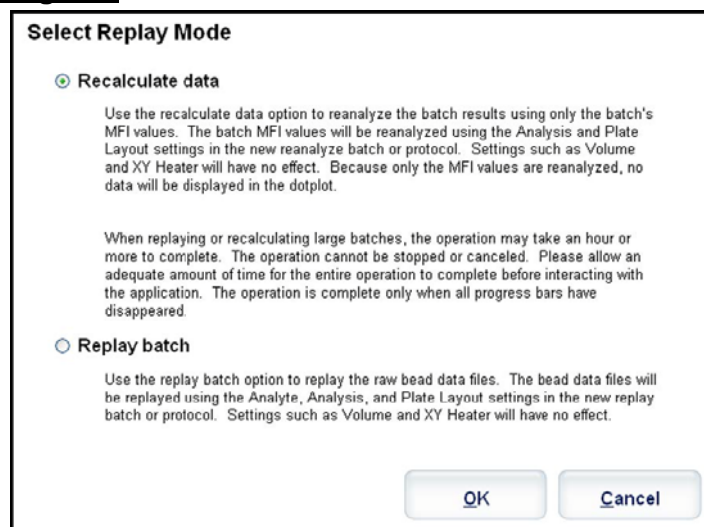 Select Replay Mode
Recalculate data
Use the recalculate data option to reanalyze the batch results using only the batch's
MFI values. The batch MFI values will be reanalyzed using the Analysis and Plate
Layout settings in the new reanalyze batch or protocol. Settings such as Volume
and XY Heater will have no effect. Because only the MFI values are reanalyzed, no
data will be displayed in the dotplot.
When replaying or recalculating large batches, the operation may take an hour or
more to complete. The operation cannot be stopped or canceled. Please allow an
adequate amount of time for the entire operation to complete before interacting with
the application. The operation is complete only when all progress bars have
disappeared.
Replay batch
Use the replay batch option to replay the raw bead data files. The bead data files will
be replayed using the Analyte, Analysis, and Plate Layout settings in the new replay
batch or protocol. Settings such as Volume and XY Heater will have no effect.
OK
Cancel